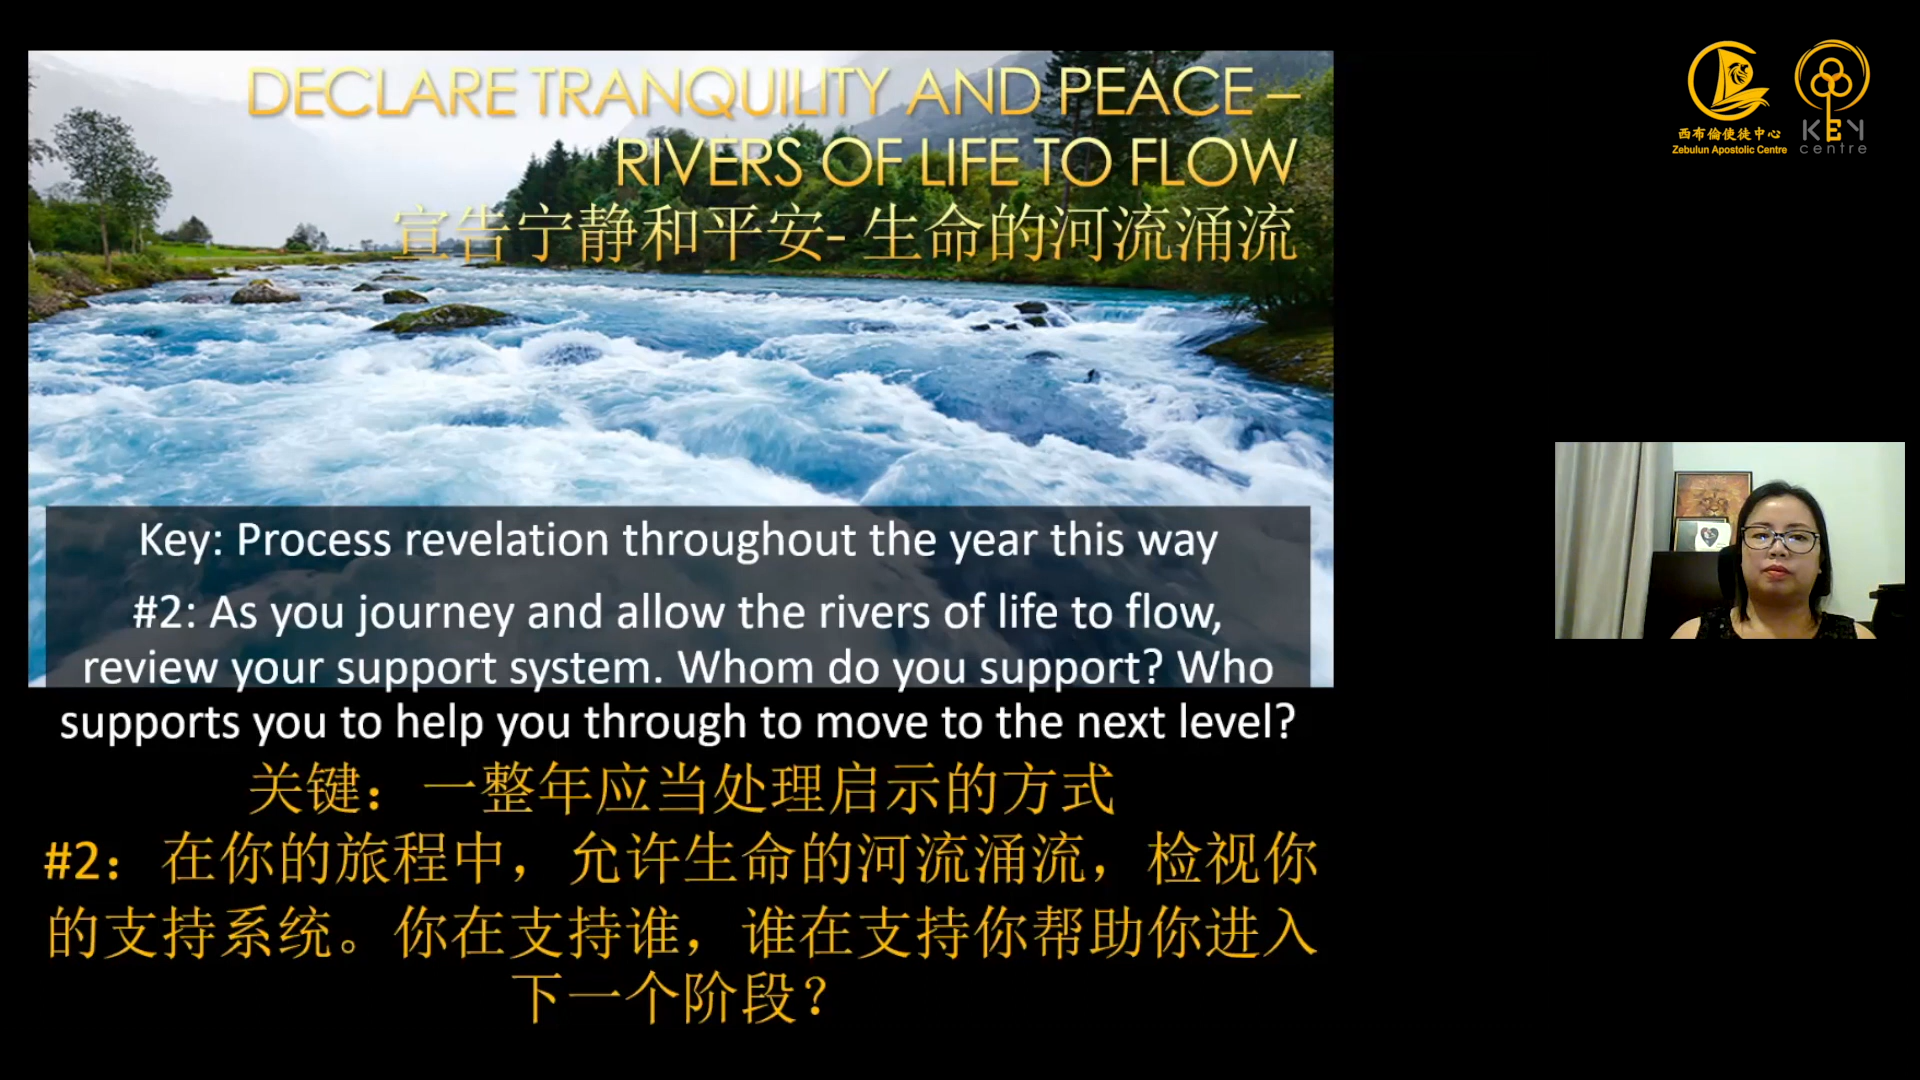 DECLARE TRANQUILITY AND PEACE –
RIVERS OF LIFE TO FLOW
宣告宁静和平安- 生命的河流涌流
西布倫使徒中心
Zebulun Apostolic Centre
KEY
centre
Key: Process revelation throughout the year this way
#2: As you journey and allow the rivers of life to flow,
review your support system. Whom do you support? Who
supports you to help you through to move to the next level?
关键：一整年应当处理启示的方式
#2：在你的旅程中，允许生命的河流涌流，检视你
的支持系统。你在支持谁，谁在支持你帮助你进入
下一个阶段？